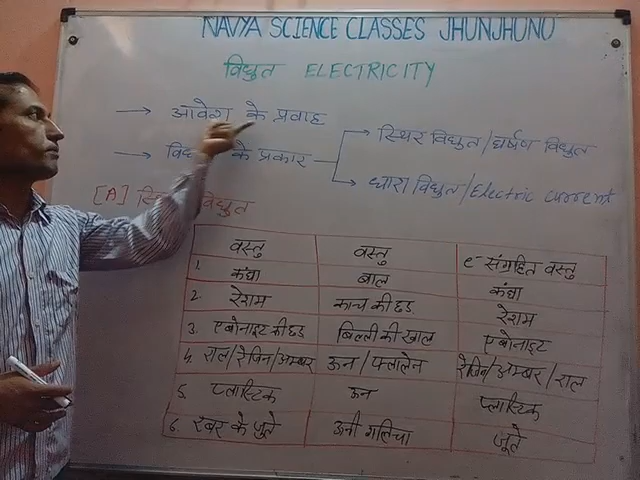 NAVYA SCIENCE CLASSES JHUNJHUNU
विद्युत ELECTRICITY
→ आवेश के प्रवाह
→ के प्रकार
→ स्थिर विद्युत/घर्षण विद्युत
→ धारा विद्युत/Electric current
[A] विद्युत
वस्तु वस्तु e⁻ संग्रहित वस्तु
1. कंघा बाल कंघा
2. रेशम काच की छड रेशम
3. एबोनाइट की छड बिल्ली की खाल एबोनाइट
4. राल/रेजिन/अम्बर ऊन/फ्लालेन रेजिन/अम्बर/राल
5. प्लास्टिक ऊन प्लास्टिक
6. रबर के जुते ऊनी गलिचा जूते